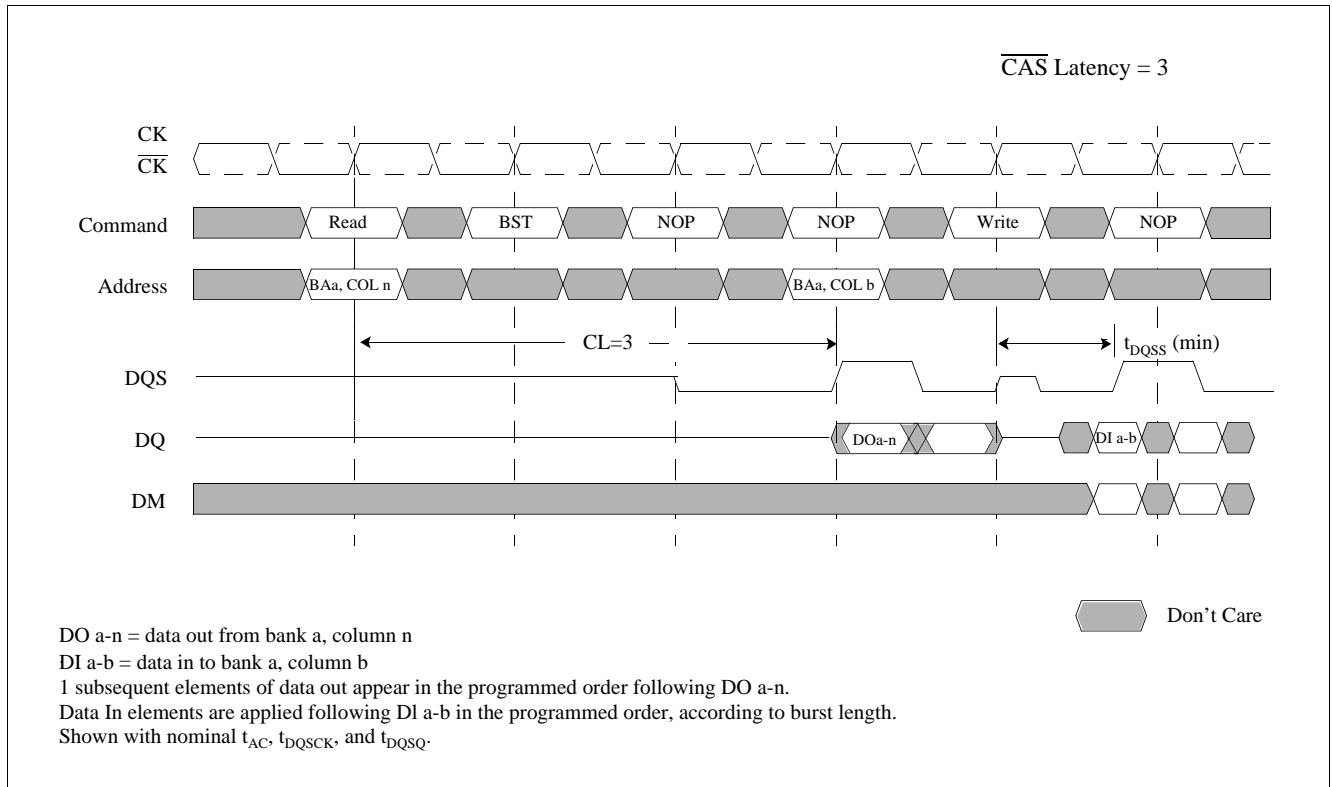 CAS Latency = 3
CK
CK
Command Read BST NOP NOP Write NOP
Address BAa, COL n BAa, COL b
CL=3 tDQSS (min)
DQS
DQ DOa-n DI a-b
DM
Don't Care
DO a-n = data out from bank a, column n
DI a-b = data in to bank a, column b
1 subsequent elements of data out appear in the programmed order following DO a-n.
Data In elements are applied following Dl a-b in the programmed order, according to burst length.
Shown with nominal tAC, tDQSCK, and tDQSQ.